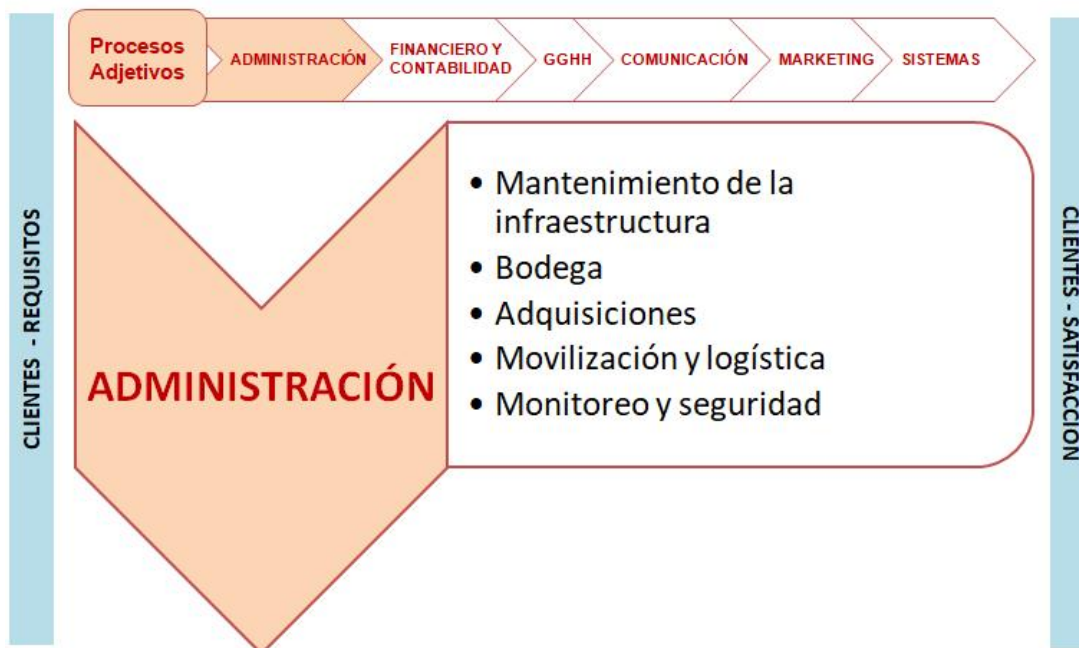 Procesos
Adjetivos
ADMINISTRACIÓN
FINANCIERO Y
CONTABILIDAD
GGHH
COMUNICACIÓN
MARKETING
SISTEMAS
CLIENTES - REQUISITOS
ADMINISTRACIÓN
• Mantenimiento de la
infraestructura
• Bodega
• Adquisiciones
• Movilización y logística
• Monitoreo y seguridad
CLIENTES - SATISFACCION